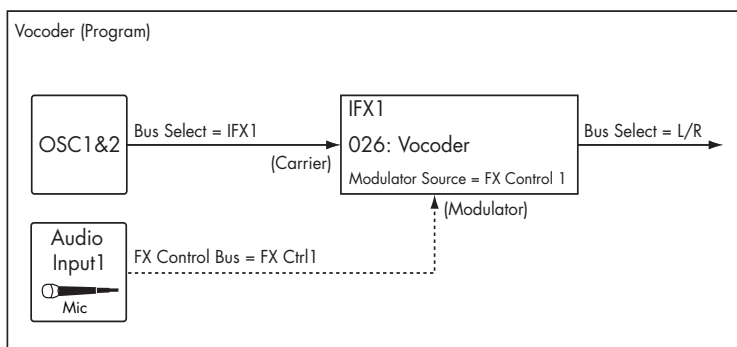 Vocoder (Program)
OSC1&2
Bus Select = IFX1
(Carrier)
IFX1
026: Vocoder
Modulator Source = FX Control 1
Bus Select = L/R
(Modulator)
Audio
Input1
Mic
FX Control Bus = FX Ctrl1